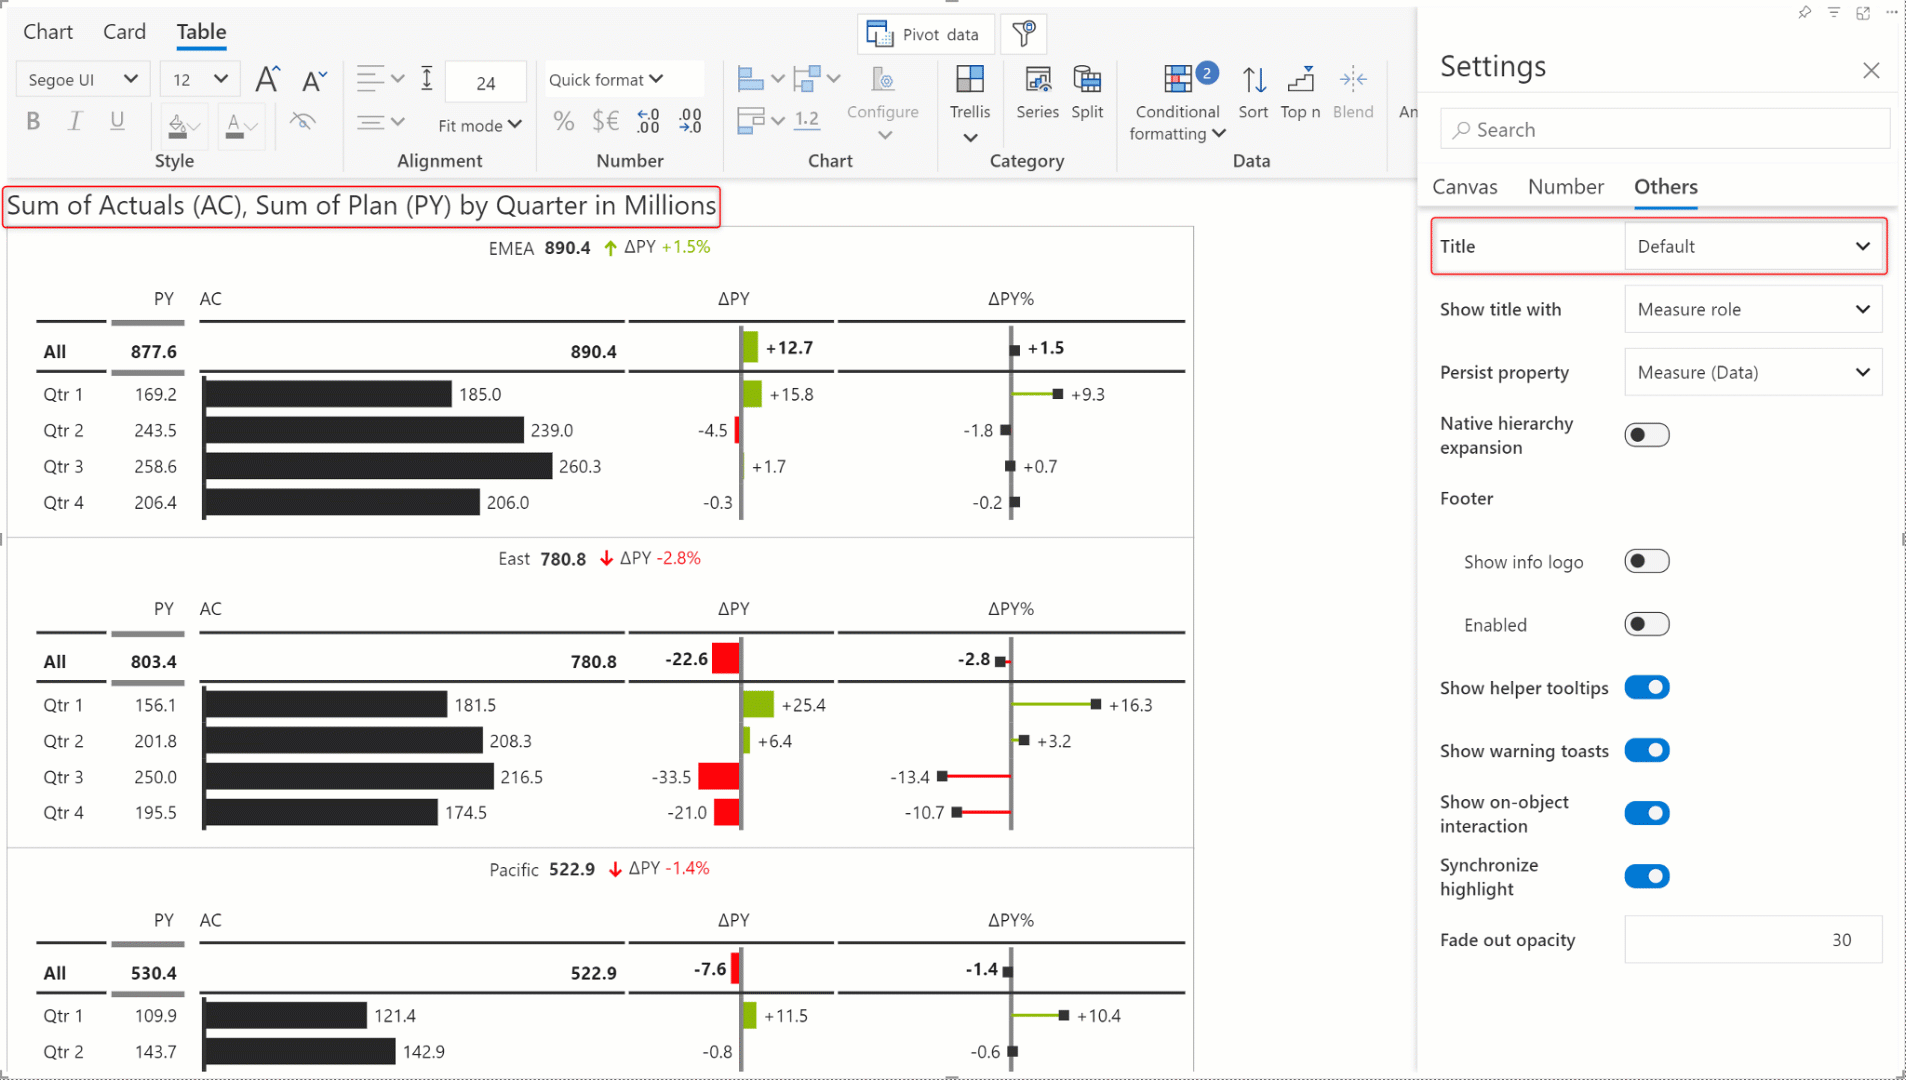 Chart Card Table
Pivot data
Segoe UI 12 A A
24
Quick format
B I U A
Fit mode
% $€ .0 .00 .00 .0
1.2
Configure
Trellis
Series Split
2
Conditional formatting
Sort Top n Blend An
Style Alignment Number Chart Category Data
Sum of Actuals (AC), Sum of Plan (PY) by Quarter in Millions
EMEA 890.4 ΔPY +1.5%
PY AC ΔPY ΔPY%
All 877.6 890.4 +12.7 +1.5
Qtr 1 169.2 185.0 +15.8 +9.3
Qtr 2 243.5 239.0 -4.5 -1.8
Qtr 3 258.6 260.3 +1.7 +0.7
Qtr 4 206.4 206.0 -0.3 -0.2
East 780.8 ΔPY -2.8%
PY AC ΔPY ΔPY%
All 803.4 780.8 -22.6 -2.8
Qtr 1 156.1 181.5 +25.4 +16.3
Qtr 2 201.8 208.3 +6.4 +3.2
Qtr 3 250.0 216.5 -33.5 -13.4
Qtr 4 195.5 174.5 -21.0 -10.7
Pacific 522.9 ΔPY -1.4%
PY AC ΔPY ΔPY%
All 530.4 522.9 -7.6 -1.4
Qtr 1 109.9 121.4 +11.5 +10.4
Qtr 2 143.7 142.9 -0.8 -0.6
Settings
Search
Canvas Number Others
Title Default
Show title with Measure role
Persist property Measure (Data)
Native hierarchy
expansion
Footer
Show info logo
Enabled
Show helper tooltips
Show warning toasts
Show on-object
interaction
Synchronize
highlight
Fade out opacity 30